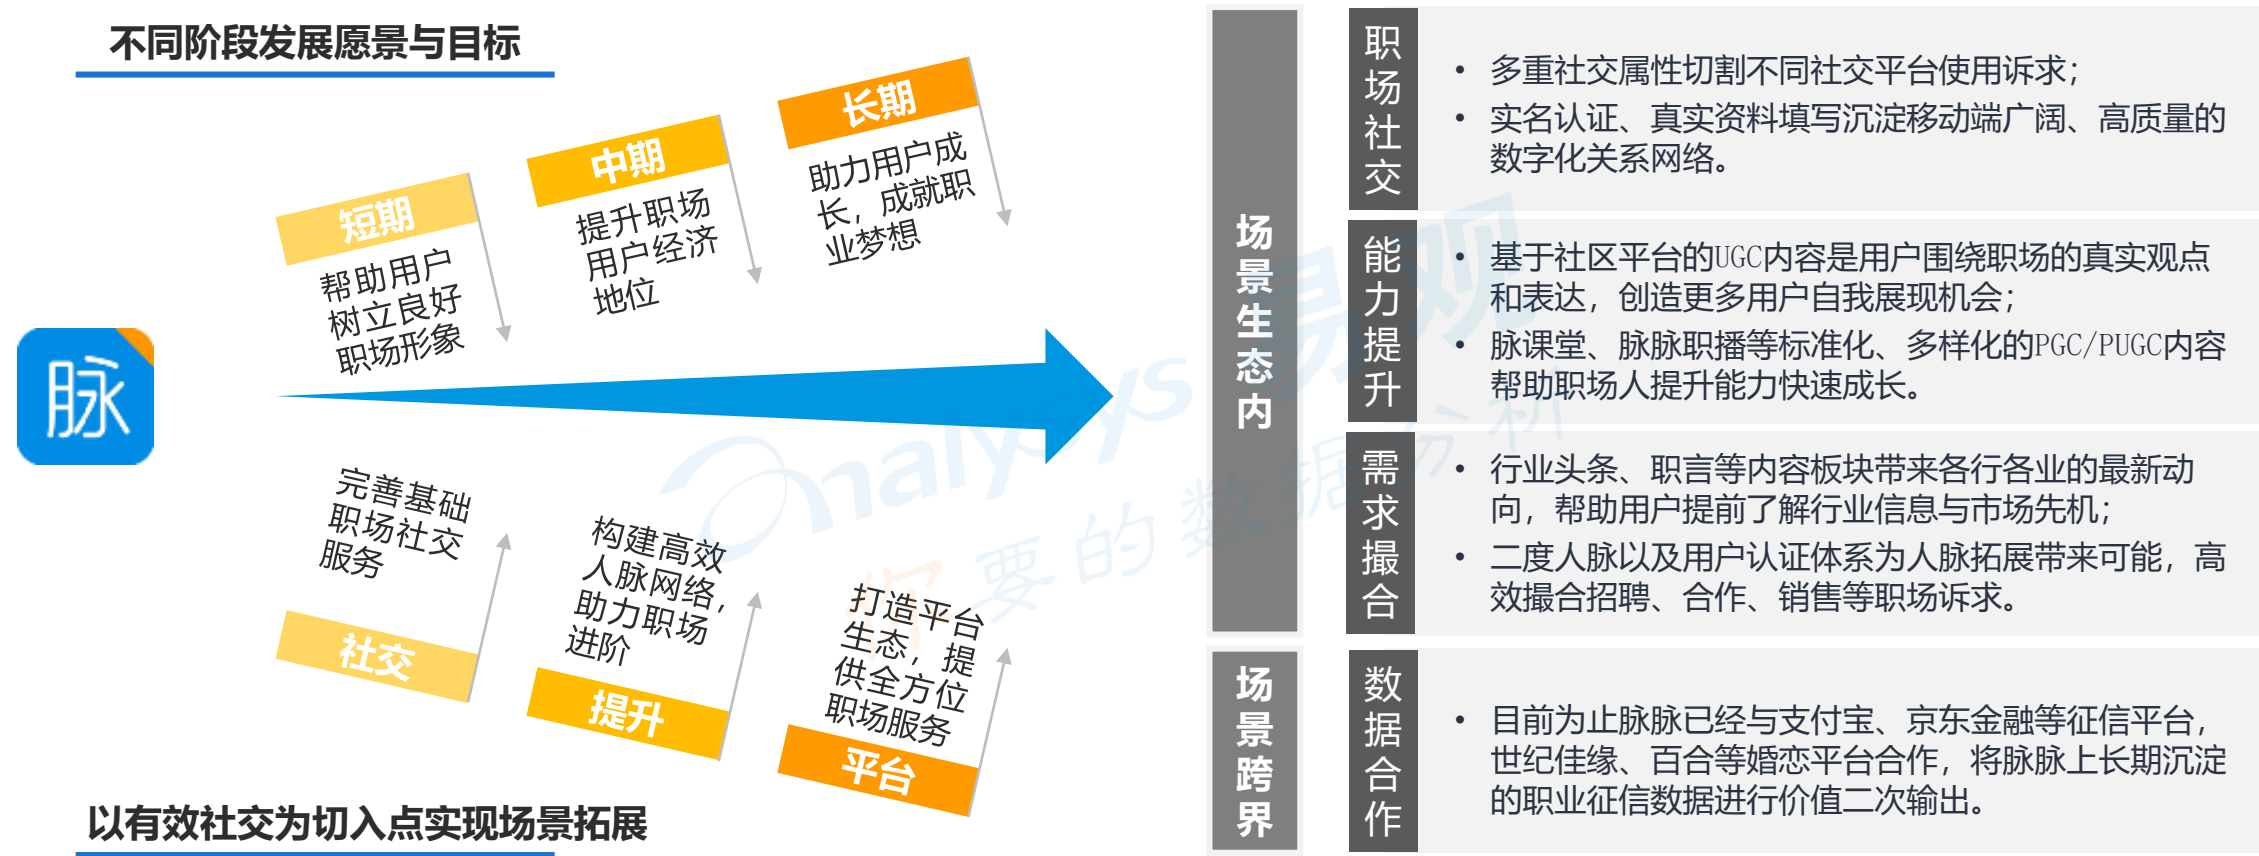 不同阶段发展愿景与目标
短期
帮助用户
树立良好
职场形象
中期
提升职场
用户经济
地位
长期
助力用户成
长，成就职
业梦想
脉
完善基础
职场社交
服务
社交
构建高效
人脉网络，
助力职场
进阶
提升
打造平台
生态，提
供全方位
职场服务
平台
以有效社交为切入点实现场景拓展
场景生态内
职场社交
• 多重社交属性切割不同社交平台使用诉求；
• 实名认证、真实资料填写沉淀移动端广阔、高质量的
数字化关系网络。
能力提升
• 基于社区平台的UGC内容是用户围绕职场的真实观点
和表达，创造更多用户自我展现机会；
• 脉课堂、脉脉职播等标准化、多样化的PGC/PUGC内容
帮助职场人提升能力快速成长。
需求撮合
• 行业头条、职言等内容板块带来各行各业的最新动
向，帮助用户提前了解行业信息与市场先机；
• 二度人脉以及用户认证体系为人脉拓展带来可能，高
效撮合招聘、合作、销售等职场诉求。
场景跨界
数据合作
• 目前为止脉脉已经与支付宝、京东金融等征信平台，
世纪佳缘、百合等婚恋平台合作，将脉脉上长期沉淀
的职业征信数据进行价值二次输出。
analysys 易观
你要的数据分析